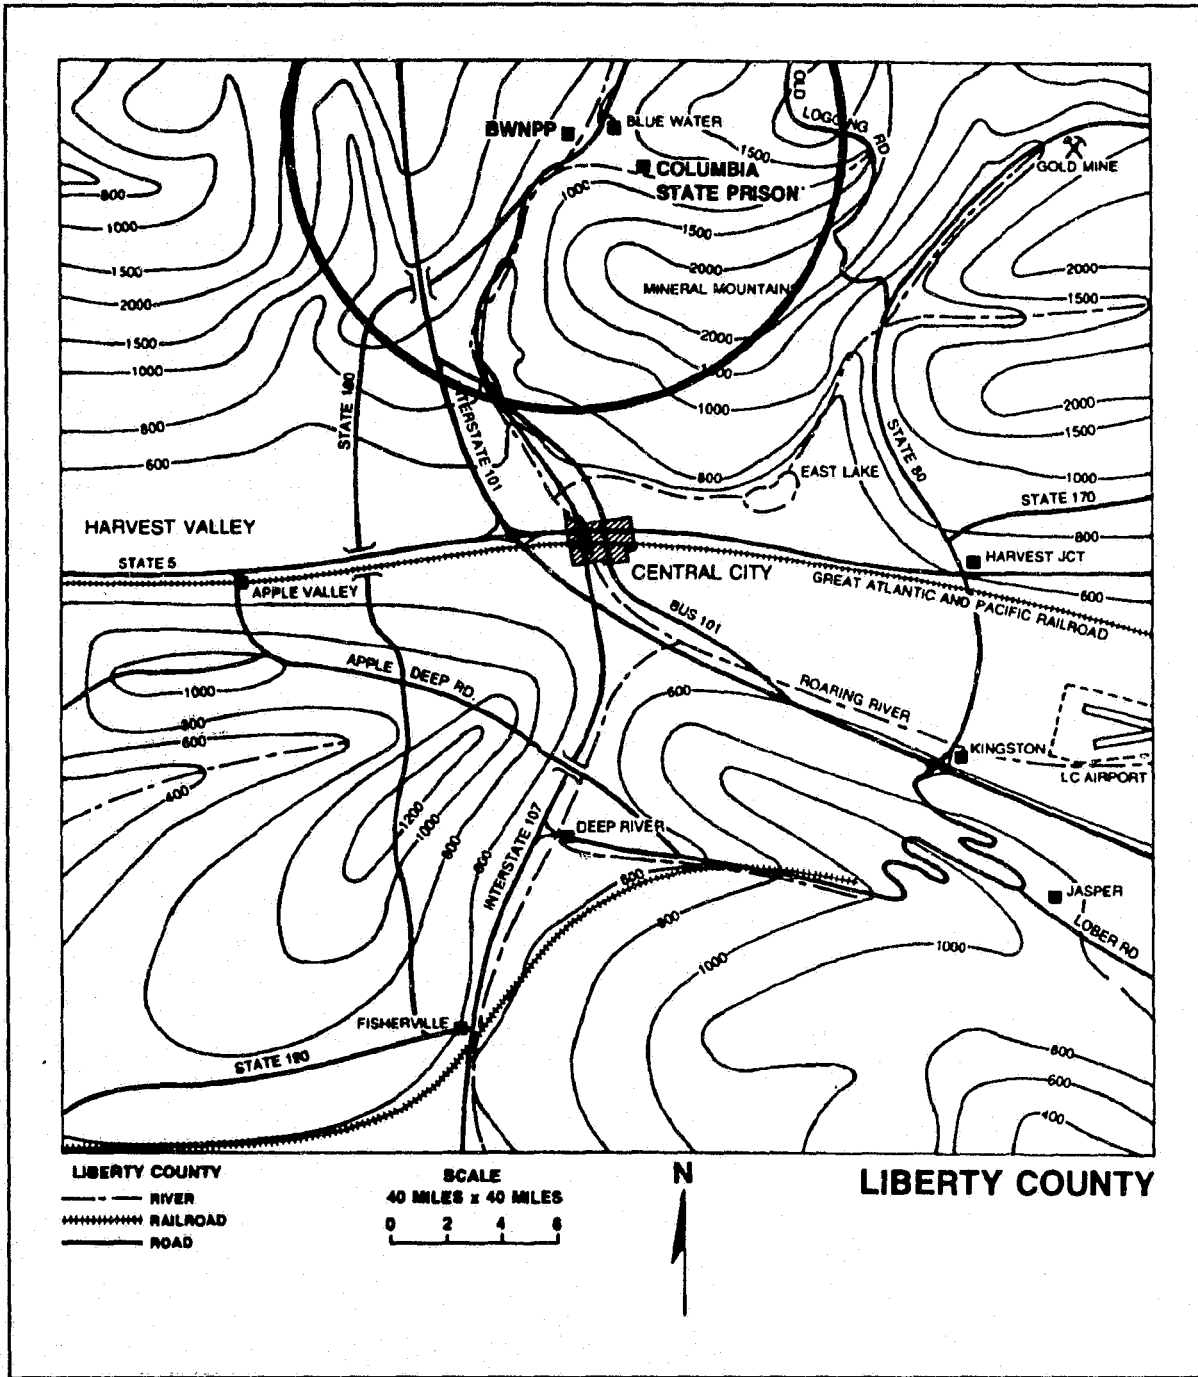 OLD
LOGGING RD
BWNPP
BLUE WATER
COLUMBIA
STATE PRISON
GOLD MINE
1500
1000
800
1000
1500
2000
1500
1000
800
600
1500
2000
MINERAL MOUNTAINS
2000
1000
800
2000
1500
2000
1500
1000
800
600
STATE 180
INTERSTATE 101
STATE 80
EAST LAKE
STATE 170
HARVEST VALLEY
STATE 5
APPLE VALLEY
CENTRAL CITY
HARVEST JCT
GREAT ATLANTIC AND PACIFIC RAILROAD
BUS 101
APPLE DEEP RD.
1000
800
600
400
600
ROARING RIVER
KINGSTON
LC AIRPORT
1200
1000
800
600
INTERSTATE 107
DEEP RIVER
600
800
1000
1000
JASPER
LOBER RD
FISHERVILLE
STATE 190
800
600
400
LIBERTY COUNTY
RIVER
RAILROAD
ROAD
SCALE
40 MILES x 40 MILES
0 2 4 6
N
LIBERTY COUNTY